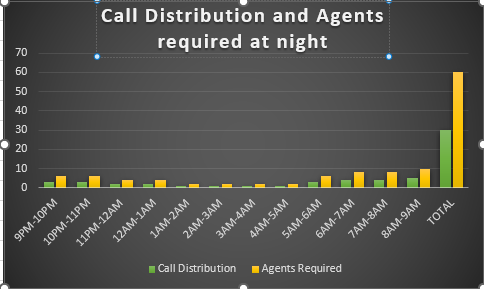 Call Distribution and Agents
required at night
70
60
50
40
30
20
10
0
9PM-10PM
10PM-11PM
11PM-12AM
12AM-1AM
1AM-2AM
2AM-3AM
3AM-4AM
4AM-5AM
5AM-6AM
6AM-7AM
7AM-8AM
8AM-9AM
TOTAL
Call Distribution
Agents Required